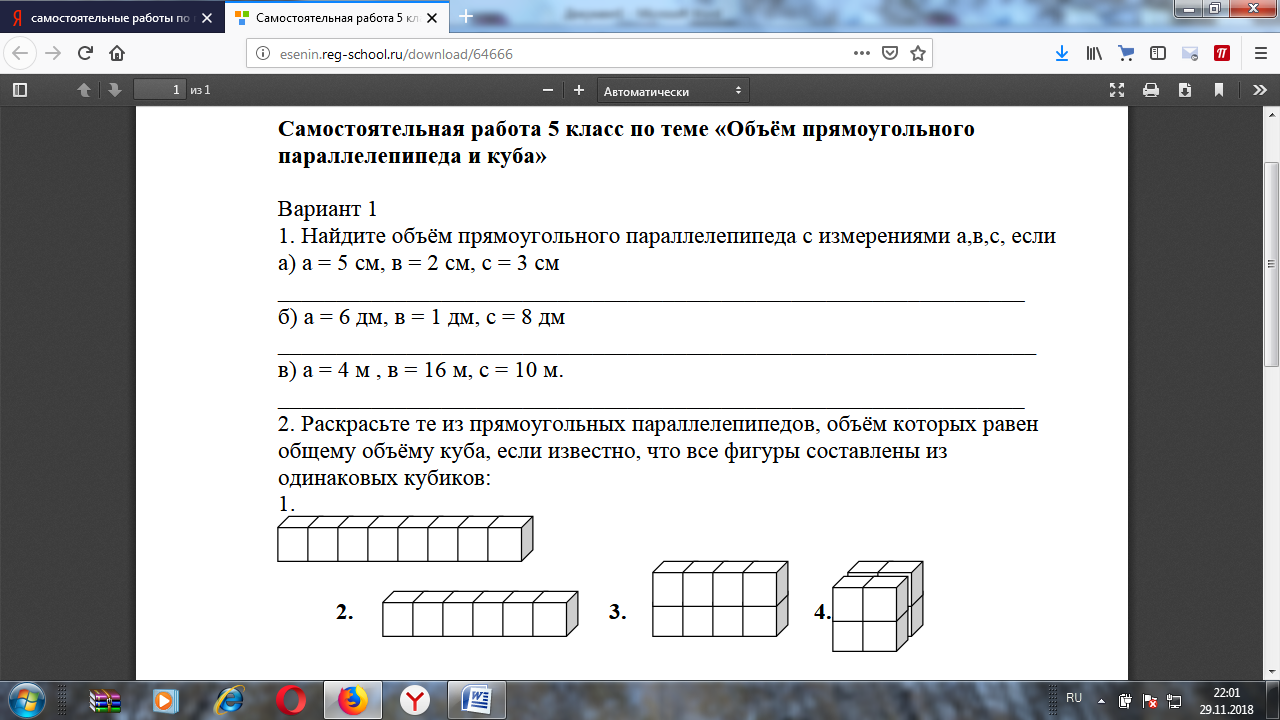 самостоятельные работы по
Самостоятельная работа 5 кл
esenin.reg-school.ru/download/64666
1 из 1
Автоматически
Самостоятельная работа 5 класс по теме «Объём прямоугольного
параллелепипеда и куба»
Вариант 1
1. Найдите объём прямоугольного параллелепипеда с измерениями а,в,с, если
а) а = 5 см, в = 2 см, с = 3 см
б) а = 6 дм, в = 1 дм, с = 8 дм
в) а = 4 м , в = 16 м, с = 10 м.
2. Раскрасьте те из прямоугольных параллелепипедов, объём которых равен
общему объёму куба, если известно, что все фигуры составлены из
одинаковых кубиков:
1.
2. 3. 4.
RU 22:01
29.11.2018